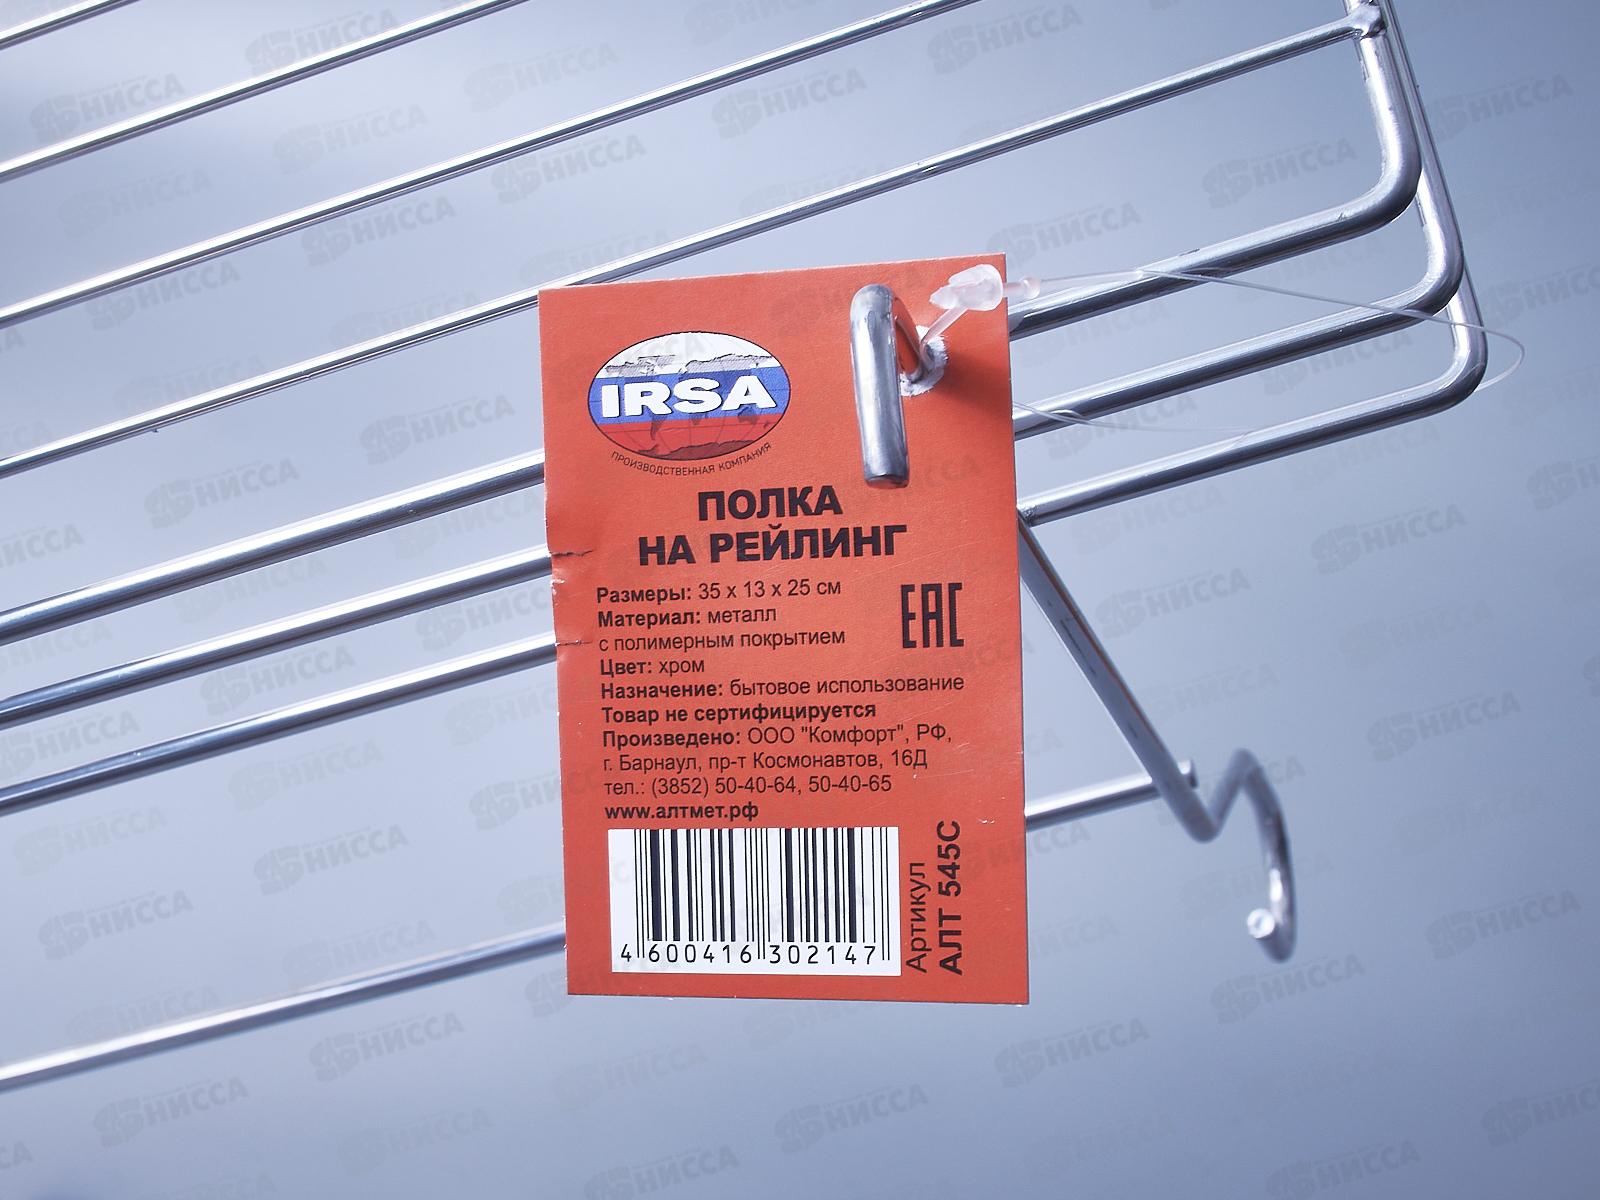 IRSA
ПРОИЗВОДСТВЕННАЯ КОМПАНИЯ
ПОЛКА
НА РЕЙЛИНГ
Размеры: 35 х 13 х 25 см
Материал: металл
с полимерным покрытием
Цвет: хром
Назначение: бытовое использование
Товар не сертифицируется
Произведено: ООО "Комфорт", РФ,
г. Барнаул, пр-т Космонавтов, 16Д
тел.: (3852) 50-40-64, 50-40-65
www.алтмет.рф
EAC
4 600416 302147
Артикул
АЛТ 545С
НИССА